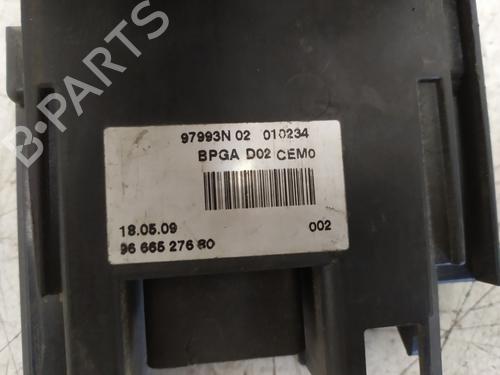 B-PARTS
97993N 02 010234
BPGA D02 CEM0
18.05.09
002
96 665 276 80